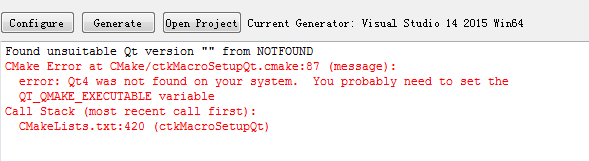 Configure Generate Open Project Current Generator: Visual Studio 14 2015 Win64
Found unsuitable Qt version "" from NOTFOUND
CMake Error at CMake/ctkMacroSetupQt.cmake:87 (message):
error: Qt4 was not found on your system.  You probably need to set the
QT_QMAKE_EXECUTABLE variable
Call Stack (most recent call first):
CMakeLists.txt:420 (ctkMacroSetupQt)